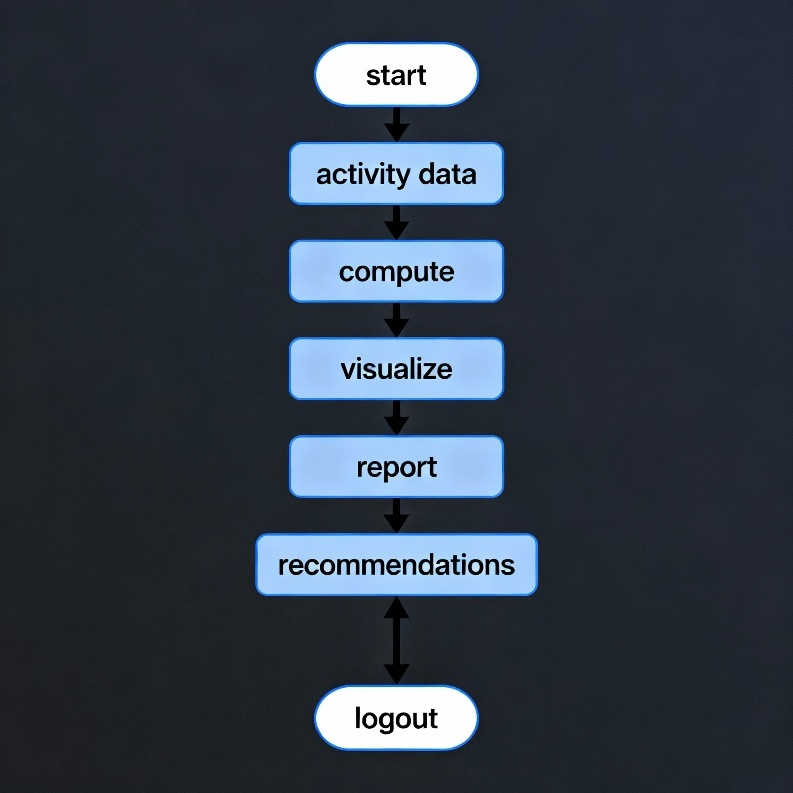 start
activity data
compute
visualize
report
recommendations
logout